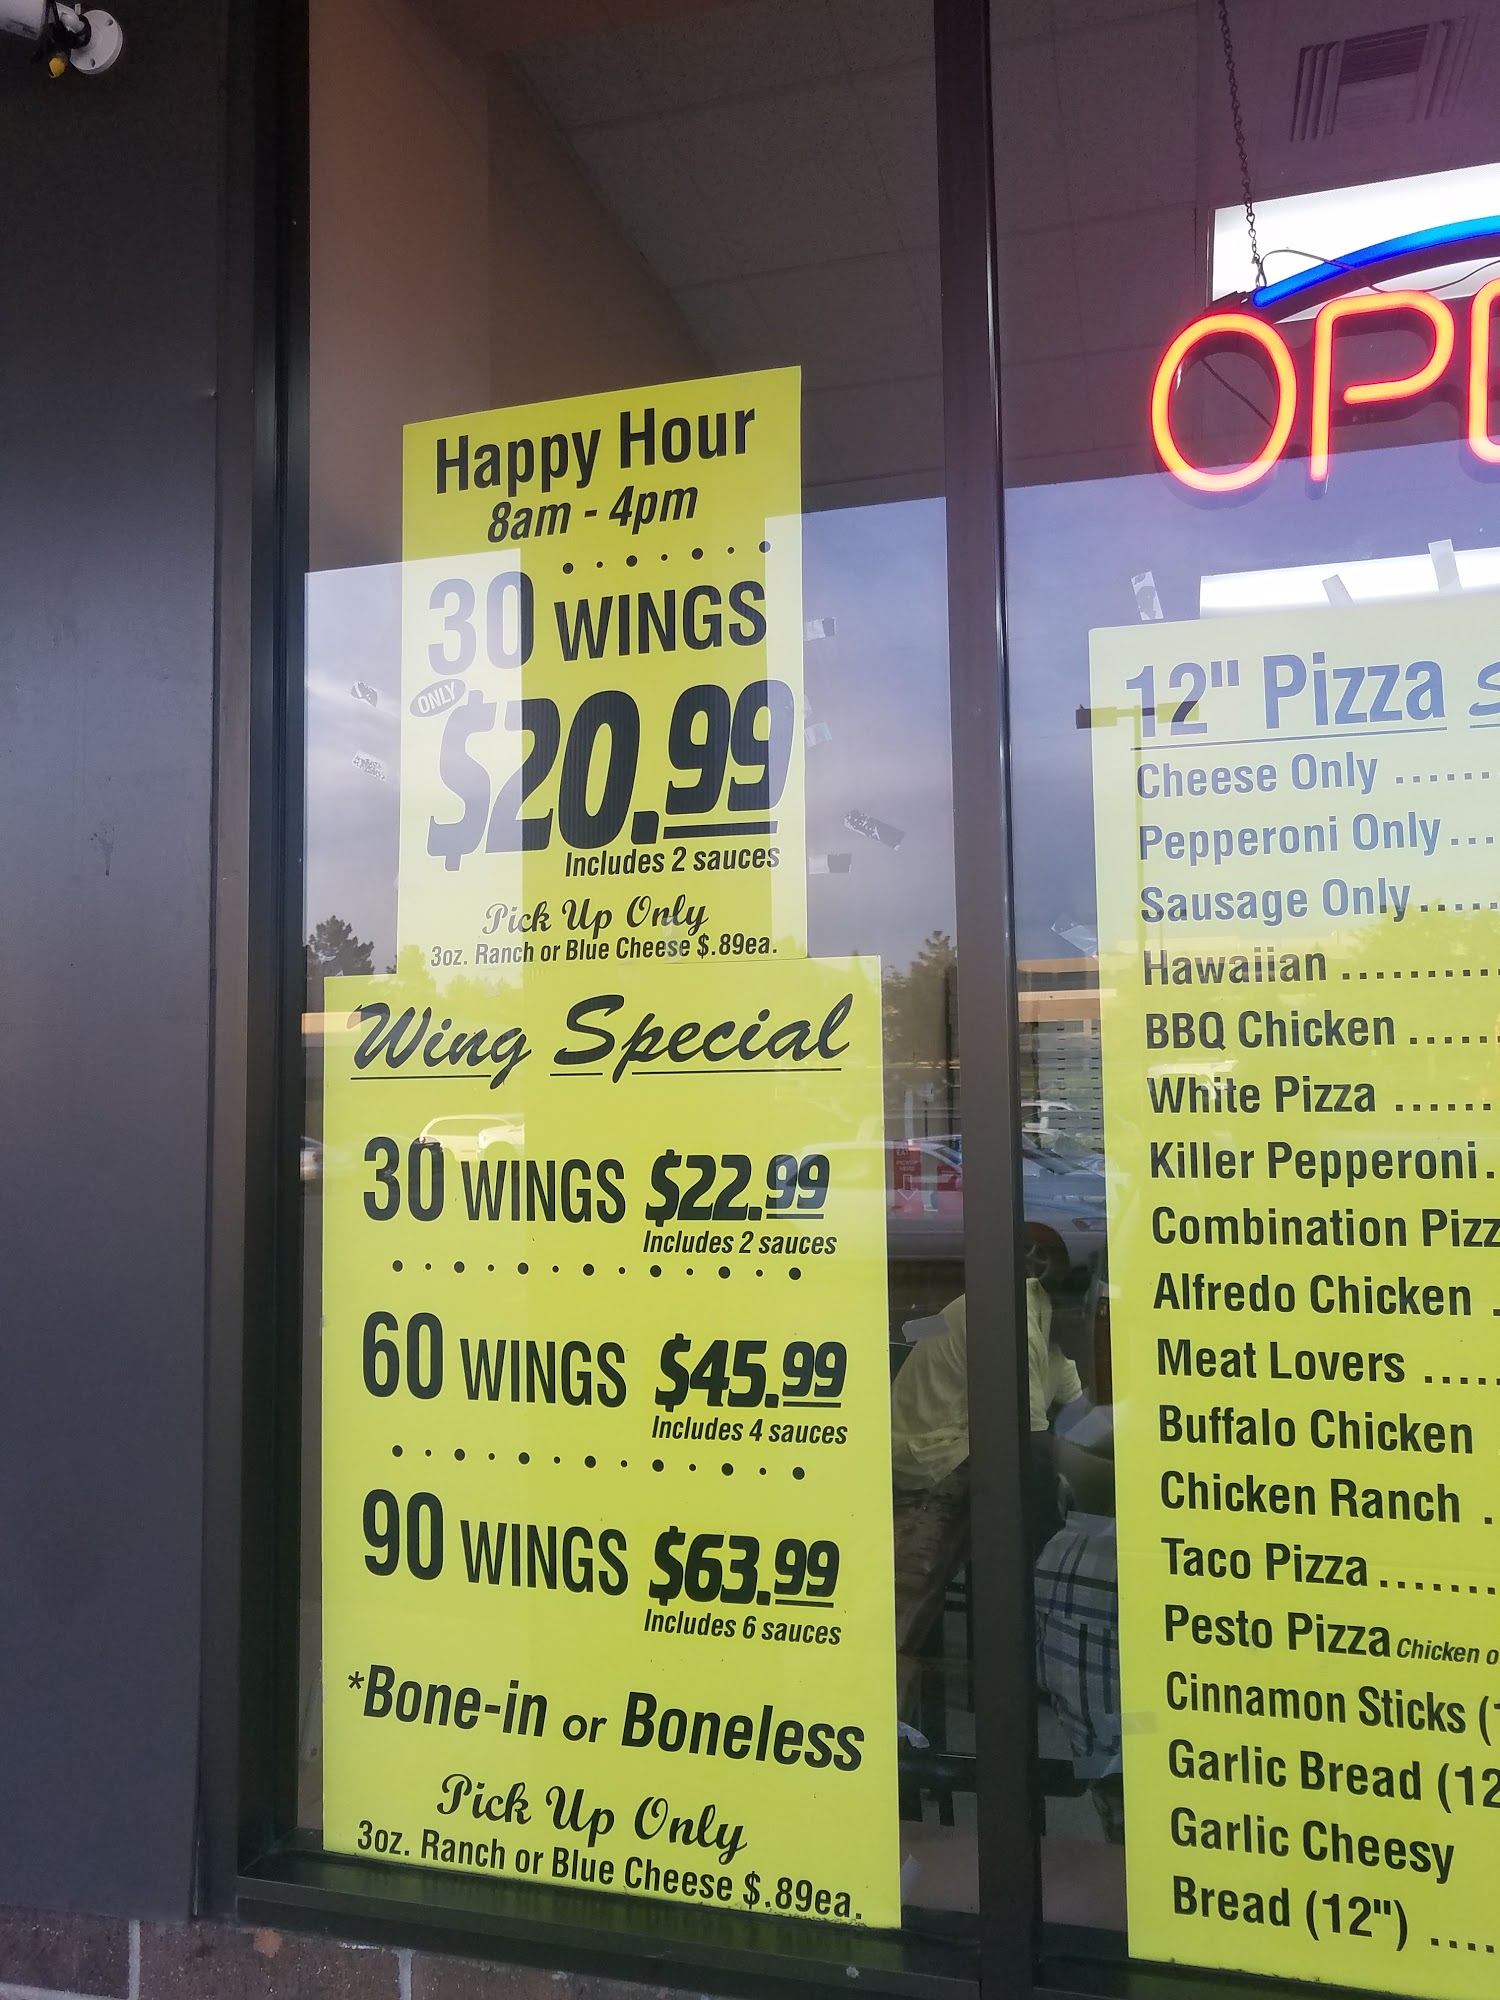 Happy Hour
8am - 4pm
30 WINGS
ONLY
$20.99
Includes 2 sauces
Pick Up Only
3oz. Ranch or Blue Cheese $.89ea.
Wing Special
30 WINGS $22.99
Includes 2 sauces
60 WINGS $45.99
Includes 4 sauces
90 WINGS $63.99
Includes 6 sauces
*Bone-in or Boneless
Pick Up Only
3oz. Ranch or Blue Cheese $.89ea.
OP
12" Pizza S
Cheese Only ......
Pepperoni Only...
Sausage Only.....
Hawaiian ..........
BBQ Chicken .....
White Pizza ......
Killer Pepperoni.
Combination Pizz
Alfredo Chicken .
Meat Lovers .....
Buffalo Chicken .
Chicken Ranch .
Taco Pizza.......
Pesto Pizza Chicken o
Cinnamon Sticks (1
Garlic Bread (12
Garlic Cheesy
Bread (12") ....